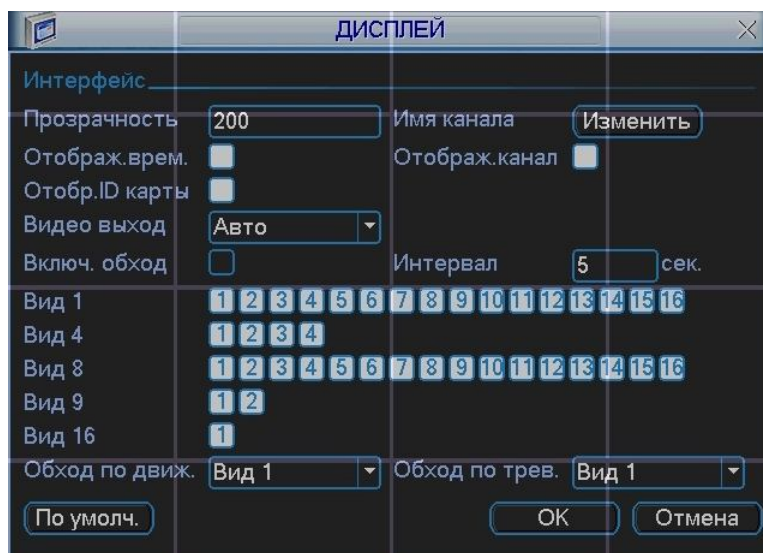 ДИСПЛЕЙ
Интерфейс
Прозрачность 200 Имя канала Изменить
Отображ.врем. Отображ.канал
Отобр.ID карты
Видео выход Авто
Включ. обход Интервал 5 сек.
Вид 1 1 2 3 4 5 6 7 8 9 10 11 12 13 14 15 16
Вид 4 1 2 3 4
Вид 8 1 2 3 4 5 6 7 8 9 10 11 12 13 14 15 16
Вид 9 1 2
Вид 16 1
Обход по движ. Вид 1 Обход по трев. Вид 1
По умолч. OK Отмена